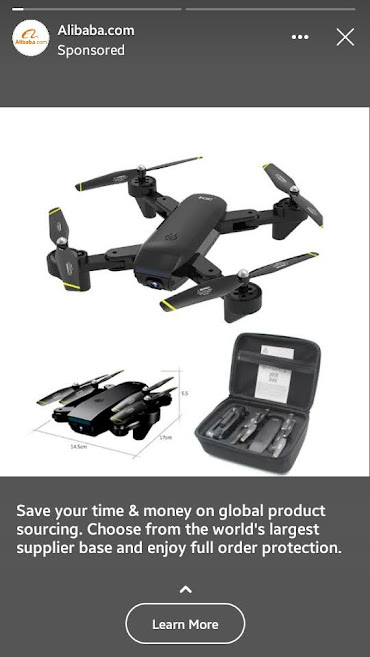 Alibaba.com
Sponsored
Alibaba.com
5.5
14.5cm
17cm
Save your time & money on global product
sourcing. Choose from the world's largest
supplier base and enjoy full order protection.
Learn More